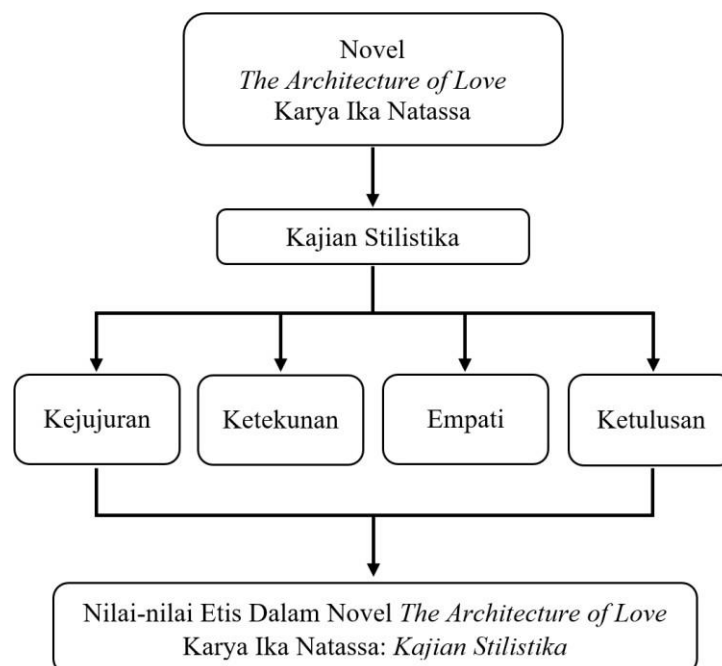 Novel
The Architecture of Love
Karya Ika Natassa
Kajian Stilistika
Kejujuran
Ketekunan
Empati
Ketulusan
Nilai-nilai Etis Dalam Novel The Architecture of Love
Karya Ika Natassa: Kajian Stilistika